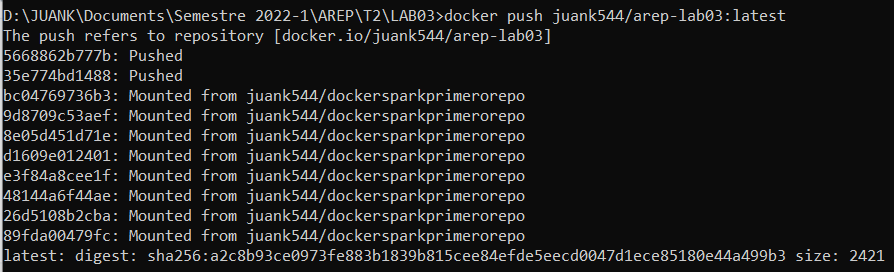 D:\JUANK\Documents\Semestre 2022-1\AREP\T2\LAB03>docker push juank544/arep-lab03:latest
The push refers to repository [docker.io/juank544/arep-lab03]
5668862b777b: Pushed
35e774bd1488: Pushed
bc04769736b3: Mounted from juank544/dockersparkprimerorepo
9d8709c53aef: Mounted from juank544/dockersparkprimerorepo
8e05d451d71e: Mounted from juank544/dockersparkprimerorepo
d1609e012401: Mounted from juank544/dockersparkprimerorepo
e3f84a8cee1f: Mounted from juank544/dockersparkprimerorepo
48144a6f44ae: Mounted from juank544/dockersparkprimerorepo
26d5108b2cba: Mounted from juank544/dockersparkprimerorepo
89fda00479fc: Mounted from juank544/dockersparkprimerorepo
latest: digest: sha256:a2c8b93ce0973fe883b1839b815cee84efde5eecd0047d1ece85180e44a499b3 size: 2421